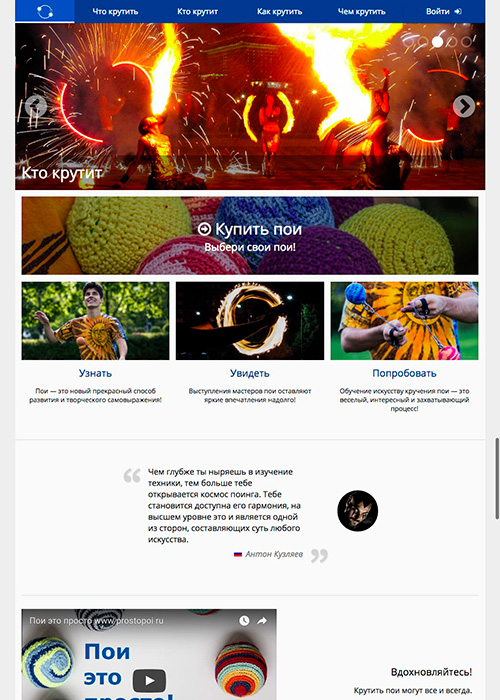 Что крутить
Кто крутит
Как крутить
Чем крутить
Войти
Кто крутит
Купить пои
Выбери свои пои!
Узнать
Увидеть
Попробовать
Пои — это новый прекрасный способ
развития и творческого самовыражения!
Выступления мастеров пои оставляют
яркие впечатления надолго!
Обучение искусству кручения пои — это
веселый, интересный и захватывающий
процесс!
Чем глубже ты ныряешь в изучение
техники, тем больше тебе
открывается космос поинга. Тебе
становится доступна его гармония, на
высшем уровне это и является одной
из сторон, составляющих суть любого
искусства.
Антон Кузляев
Пои это просто www/prostopoi ru
Пои
это
просто!
Вдохновляйтесь!
Крутить пои могут все и всегда.